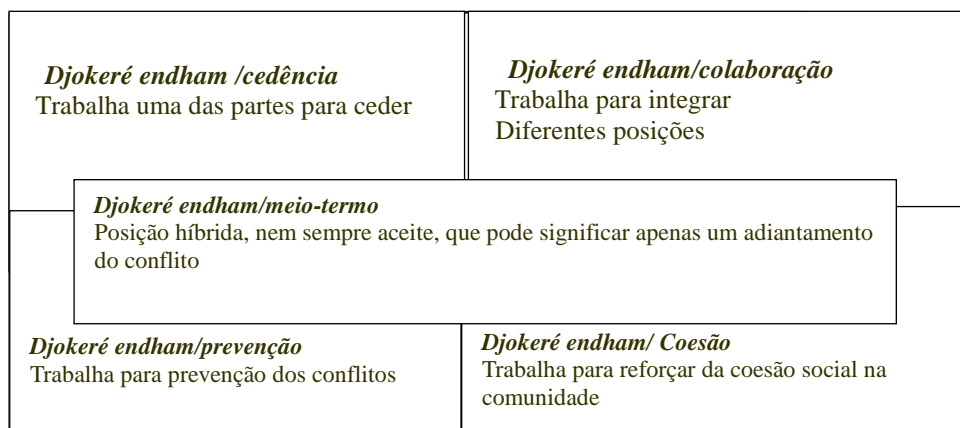 Djokeré endham /cedência
Trabalha uma das partes para ceder
Djokeré endham/colaboração
Trabalha para integrar
Diferentes posições
Djokeré endham/meio-termo
Posição híbrida, nem sempre aceite, que pode significar apenas um adiantamento
do conflito
Djokeré endham/prevenção
Trabalha para prevenção dos conflitos
Djokeré endham/ Coesão
Trabalha para reforçar da coesão social na
comunidade